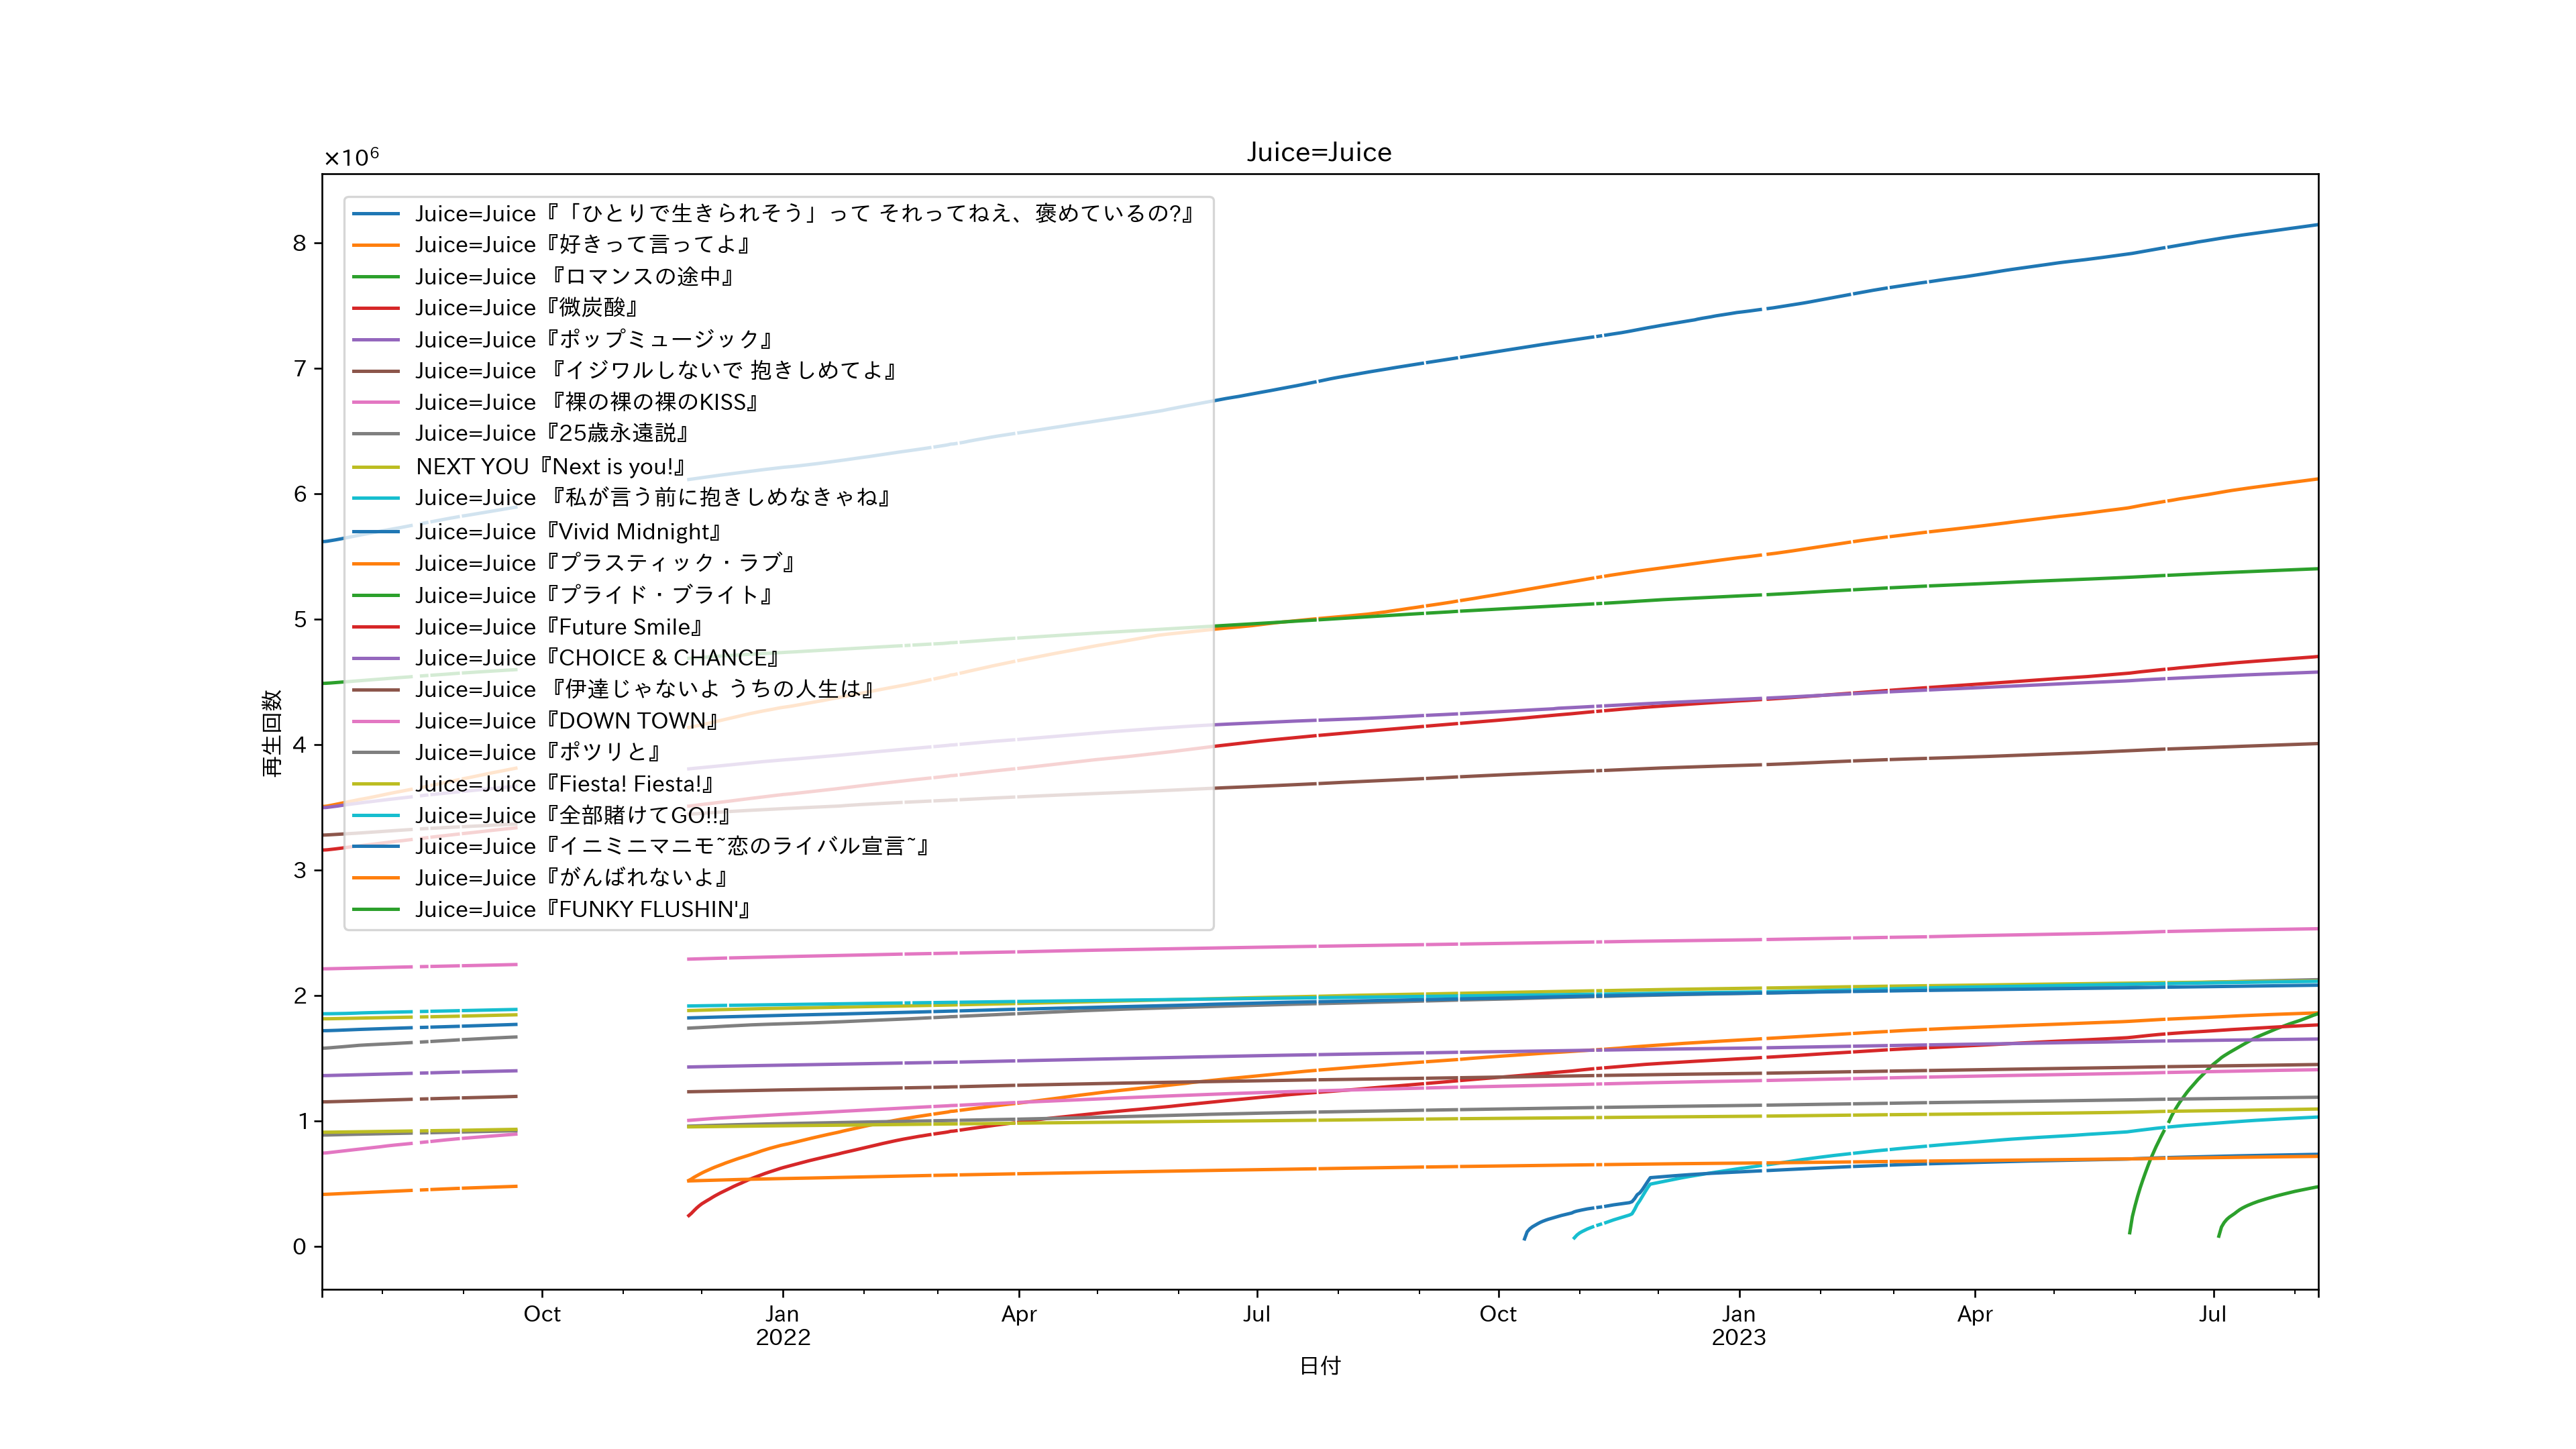 Juice=Juice
×10⁶
Juice=Juice『「ひとりで生きられそう」って それってねえ、褒めているの?』
Juice=Juice『好きって言ってよ』
Juice=Juice 『ロマンスの途中』
Juice=Juice『微炭酸』
Juice=Juice『ポップミュージック』
Juice=Juice 『イジワルしないで 抱きしめてよ』
Juice=Juice 『裸の裸の裸のKISS』
Juice=Juice『25歳永遠説』
NEXT YOU『Next is you!』
Juice=Juice 『私が言う前に抱きしめなきゃね』
Juice=Juice『Vivid Midnight』
Juice=Juice『プラスティック・ラブ』
Juice=Juice『プライド・ブライト』
Juice=Juice『Future Smile』
Juice=Juice『CHOICE & CHANCE』
Juice=Juice 『伊達じゃないよ うちの人生は』
Juice=Juice『DOWN TOWN』
Juice=Juice『ポツリと』
Juice=Juice『Fiesta! Fiesta!』
Juice=Juice『全部賭けてGO!!』
Juice=Juice『イニミニマニモ~恋のライバル宣言~』
Juice=Juice『がんばれないよ』
Juice=Juice『FUNKY FLUSHIN'』
再生回数
8
7
6
5
4
3
2
1
0
Oct
Jan
2022
Apr
Jul
Oct
Jan
2023
Apr
Jul
日付